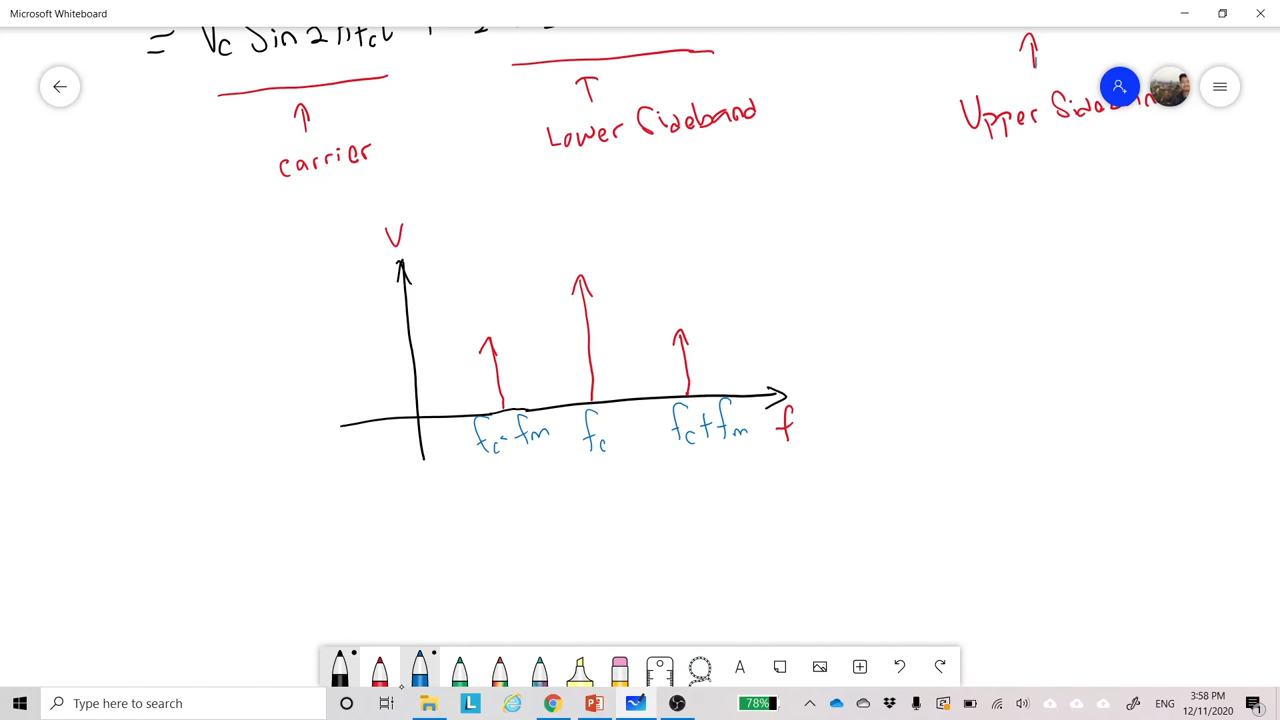 Microsoft Whiteboard
= Vc Sin 2πfct +
Lower Sideband
Upper
carrier
V
fc - fm fc fc + fm f
A
Type here to search
L
78%
ENG
3:58 PM
12/11/2020
1